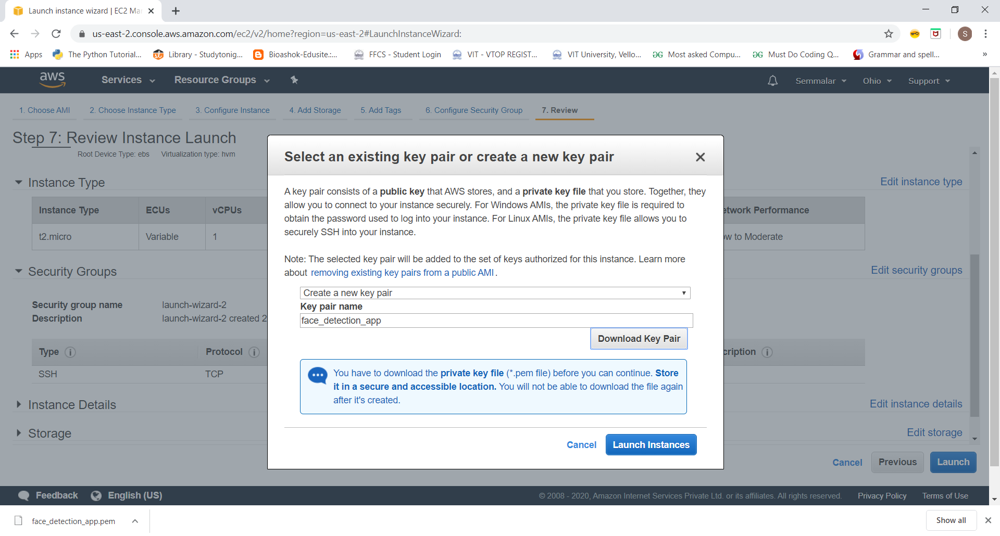 Launch instance wizard | EC2 Ma
us-east-2.console.aws.amazon.com/ec2/v2/home?region=us-east-2#LaunchInstanceWizard:
S
Apps
The Python Tutorial...
Library - Studytonig...
Bioashok-Edusite.:...
FFCS - Student Login
VIT - VTOP REGIST...
VIT University, Vello...
Most asked Compu...
Must Do Coding Q...
Grammar and spell...
»
aws
Services
Resource Groups
Semmalar
Ohio
Support
1. Choose AMI
2. Choose Instance Type
3. Configure Instance
4. Add Storage
5. Add Tags
6. Configure Security Group
7. Review
Step 7: Review Instance Launch
Root Device Type: ebs Virtualization type: hvm
Instance Type
Edit instance type
Instance Type ECUs vCPUs
etwork Performance
t2.micro Variable 1
w to Moderate
Security Groups
Edit security groups
Security group name launch-wizard-2
Description launch-wizard-2 created 2
Type Protocol
cription
SSH TCP
Instance Details
Edit instance details
Storage
Edit storage
Select an existing key pair or create a new key pair
A key pair consists of a public key that AWS stores, and a private key file that you store. Together, they
allow you to connect to your instance securely. For Windows AMIs, the private key file is required to
obtain the password used to log into your instance. For Linux AMIs, the private key file allows you to
securely SSH into your instance.
Note: The selected key pair will be added to the set of keys authorized for this instance. Learn more
about removing existing key pairs from a public AMI.
Create a new key pair
Key pair name
face_detection_app
Download Key Pair
You have to download the private key file (*.pem file) before you can continue. Store
it in a secure and accessible location. You will not be able to download the file again
after it's created.
Cancel
Launch Instances
Cancel
Previous
Launch
Feedback
English (US)
© 2008 - 2020, Amazon Internet Services Private Ltd. or its affiliates. All rights reserved.
Privacy Policy
Terms of Use
face_detection_app.pem
Show all